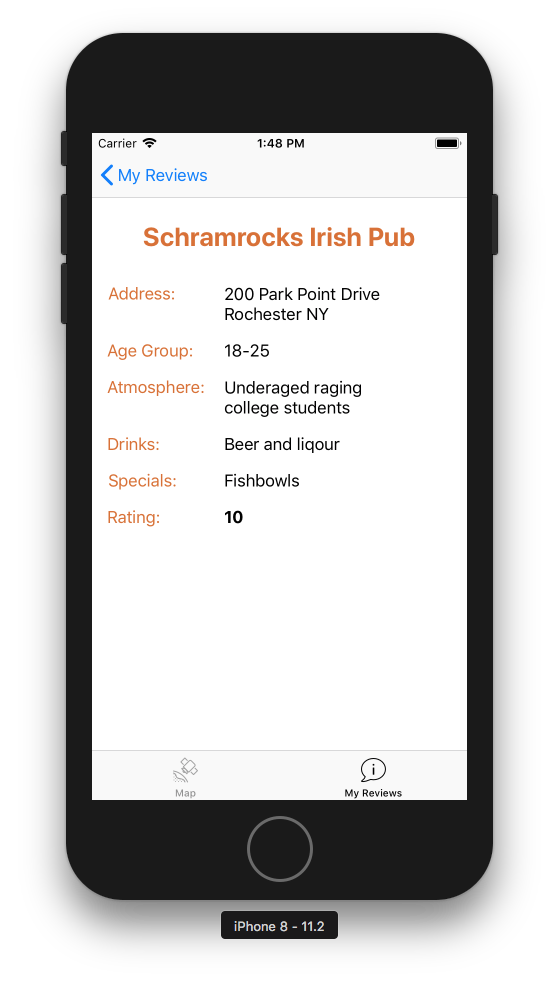 Carrier 1:48 PM
My Reviews
Schramrocks Irish Pub
Address: 200 Park Point Drive
Rochester NY
Age Group: 18-25
Atmosphere: Underaged raging
college students
Drinks: Beer and liqour
Specials: Fishbowls
Rating: 10
Map My Reviews
iPhone 8 - 11.2